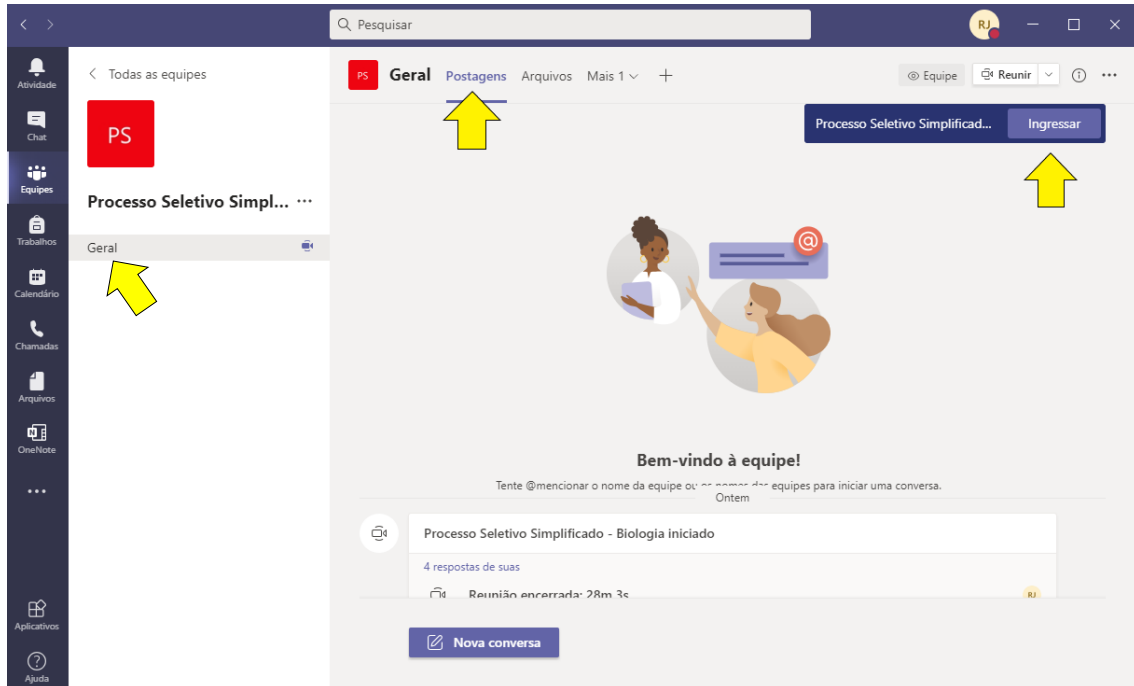 Pesquisar
RJ
Atividade
Chat
Equipes
Trabalhos
Calendário
Chamadas
Arquivos
OneNote
Aplicativos
Ajuda
Todas as equipes
PS
Processo Seletivo Simpl... ···
Geral
PS Geral Postagens Arquivos Mais 1
Equipe Reunir
Processo Seletivo Simplificad... Ingressar
@
Bem-vindo à equipe!
Tente @mencionar o nome da equipe ou os nomes das equipes para iniciar uma conversa.
Ontem
Processo Seletivo Simplificado - Biologia iniciado
4 respostas de suas
Reunião encerrada: 28m 3s
RJ
Nova conversa